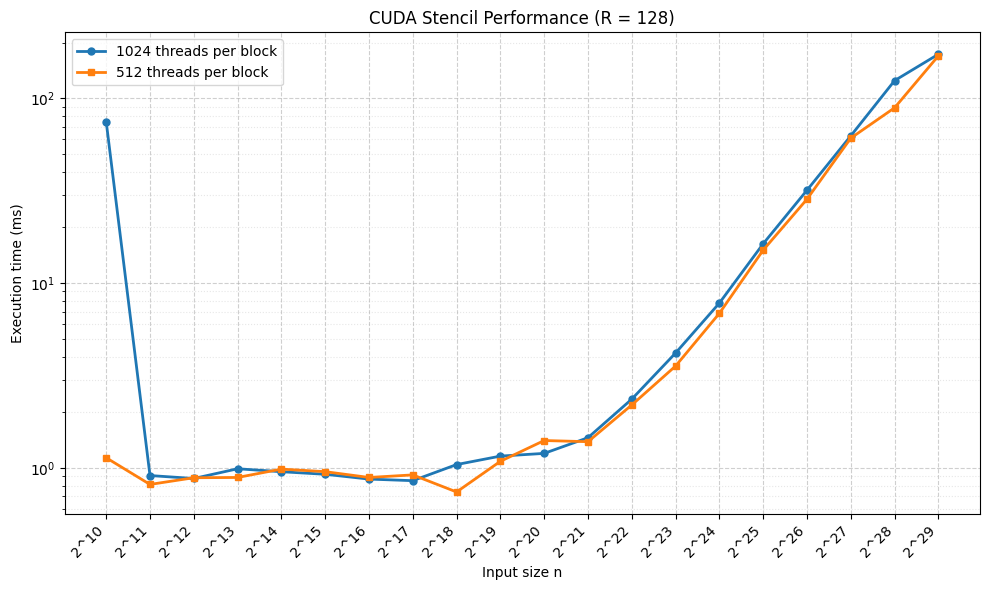 CUDA Stencil Performance (R = 128)
1024 threads per block
512 threads per block
Execution time (ms)
10^2
10^1
10^0
2^10 2^11 2^12 2^13 2^14 2^15 2^16 2^17 2^18 2^19 2^20 2^21 2^22 2^23 2^24 2^25 2^26 2^27 2^28 2^29
Input size n